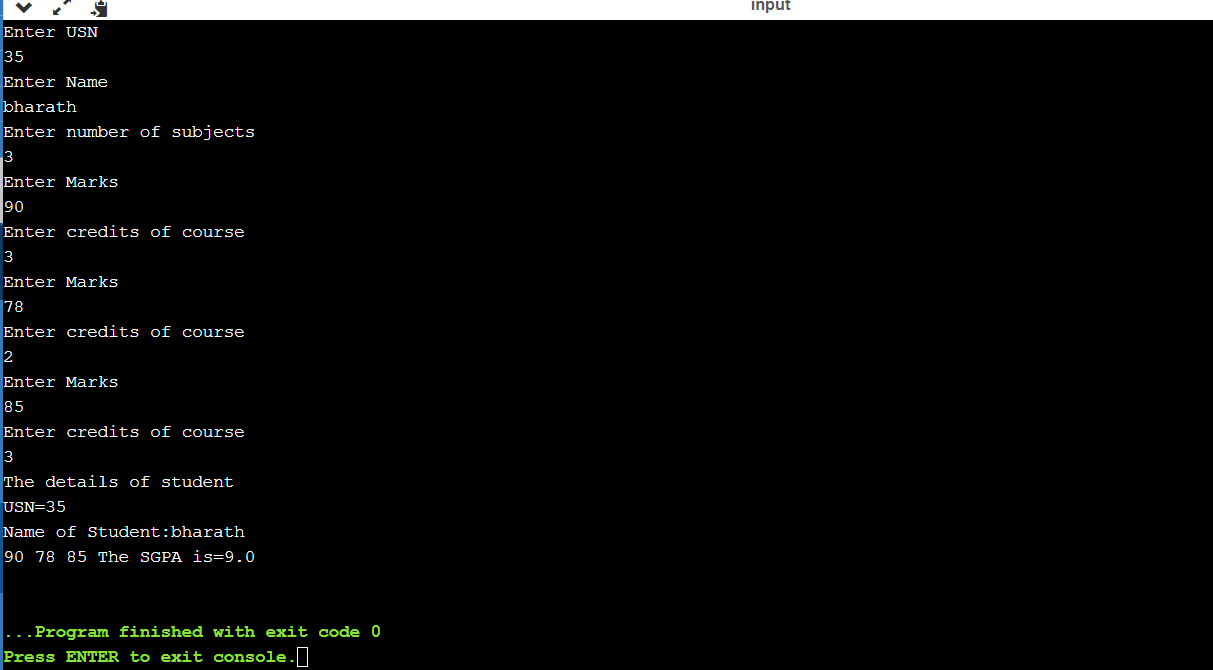 input
Enter USN
35
Enter Name
bharath
Enter number of subjects
3
Enter Marks
90
Enter credits of course
3
Enter Marks
78
Enter credits of course
2
Enter Marks
85
Enter credits of course
3
The details of student
USN=35
Name of Student:bharath
90 78 85 The SGPA is=9.0
...Program finished with exit code 0
Press ENTER to exit console.